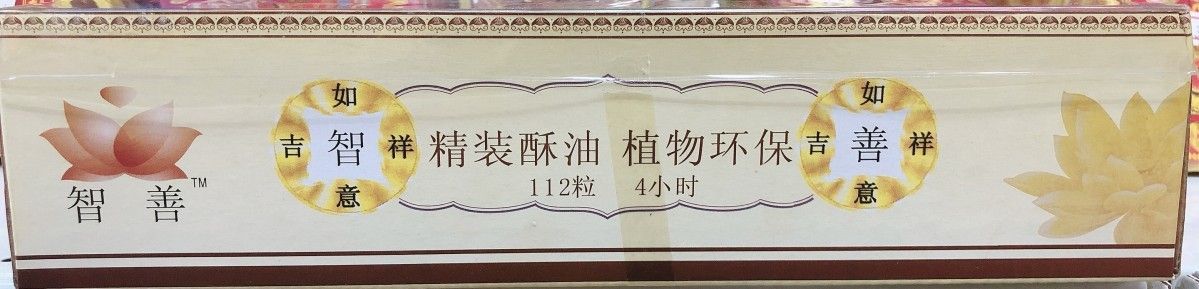 智善™
如
吉智祥
意
精装酥油 植物环保
112粒 4小时
如
吉善祥
意